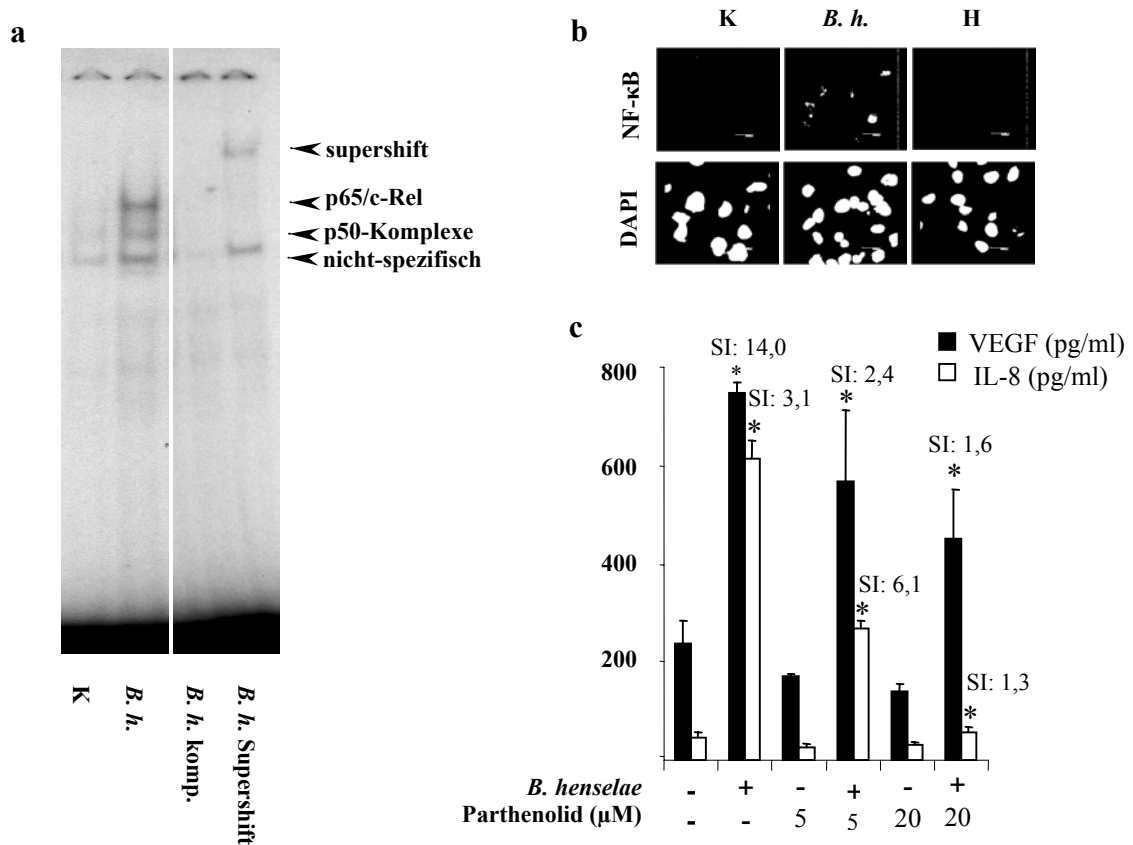 a
supershift
p65/c-Rel
p50-Komplexe
nicht-spezifisch
K
B. h.
B. h. komp.
B. h. Supershift
b
K
B. h.
H
NF-κB
DAPI
c
VEGF (pg/ml)
IL-8 (pg/ml)
800
600
400
200
SI: 14,0
*
SI: 3,1
*
SI: 2,4
*
SI: 6,1
*
SI: 1,6
*
SI: 1,3
*
B. henselae - + - + - +
Parthenolid (µM) - - 5 5 20 20